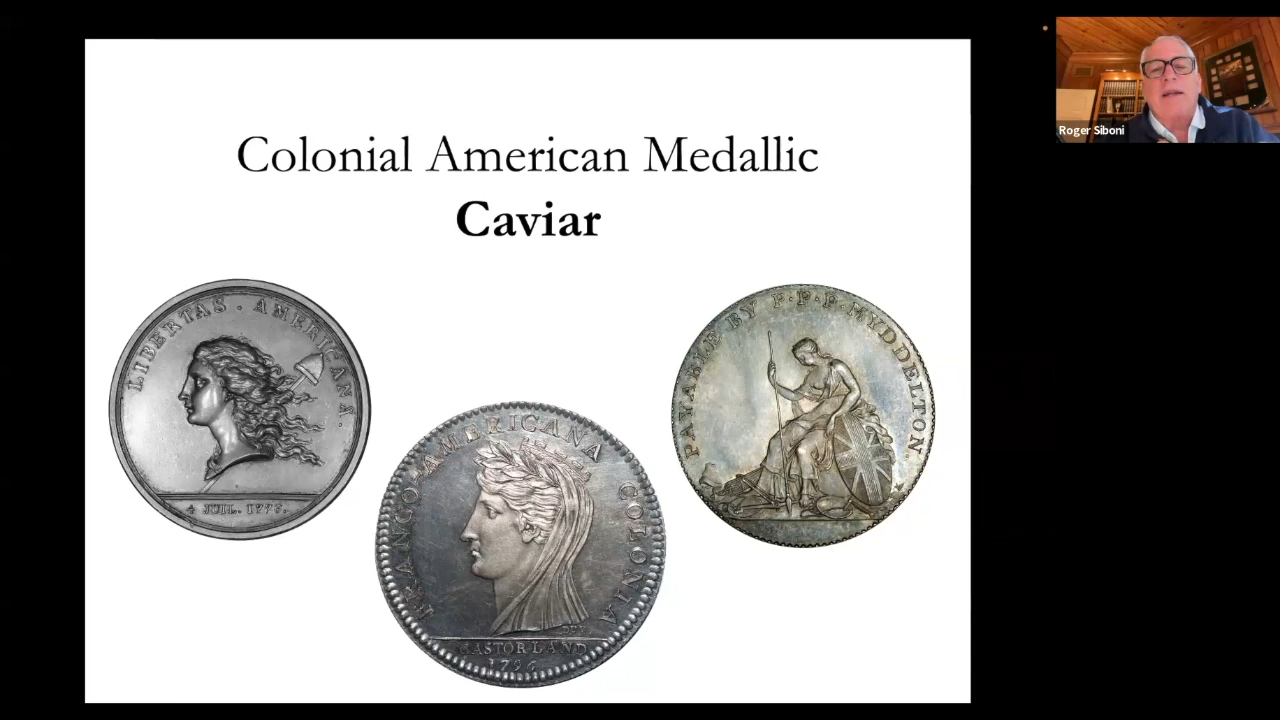 Colonial American Medallic
Caviar
LIBERTAS . AMERICANA.
4 JUIL. 1776.
FRANCO-AMERICANA COLONIA
DUV
CASTORLAND
1796
PAYABLE BY P.P.P.MYDDELTON.
Roger Siboni